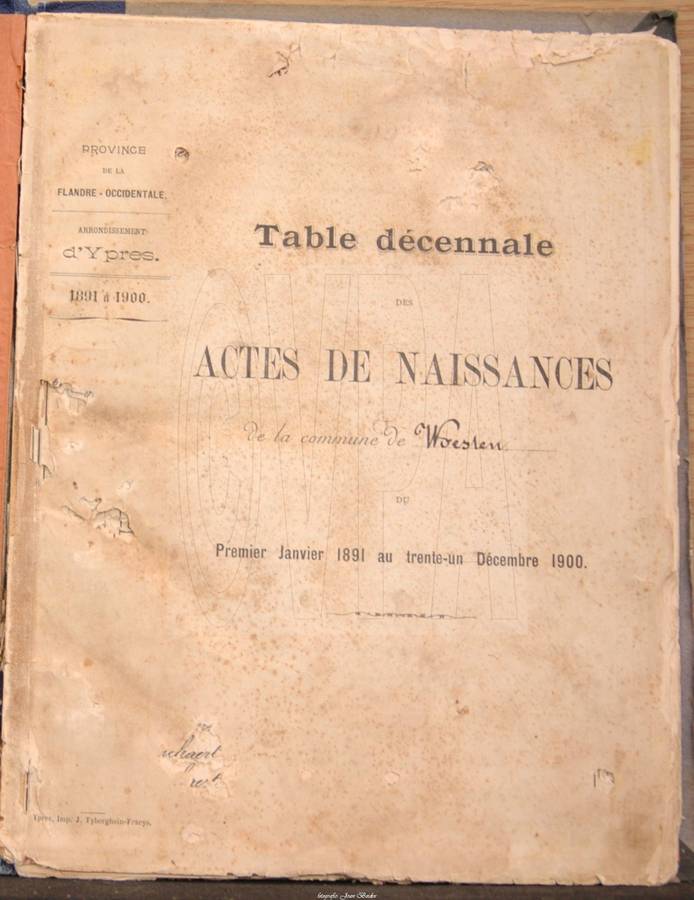 PROVINCE
DE LA
FLANDRE - OCCIDENTALE.
ARRONDISSEMENT
d'Ypres.
1891 à 1900.
Table décennale
DES
ACTES DE NAISSANCES
de la commune de Woesten
DU
Premier Janvier 1891 au trente-un Décembre 1900.
Ypres, Imp. J. Tyberghein-Fraeys.
CVBA